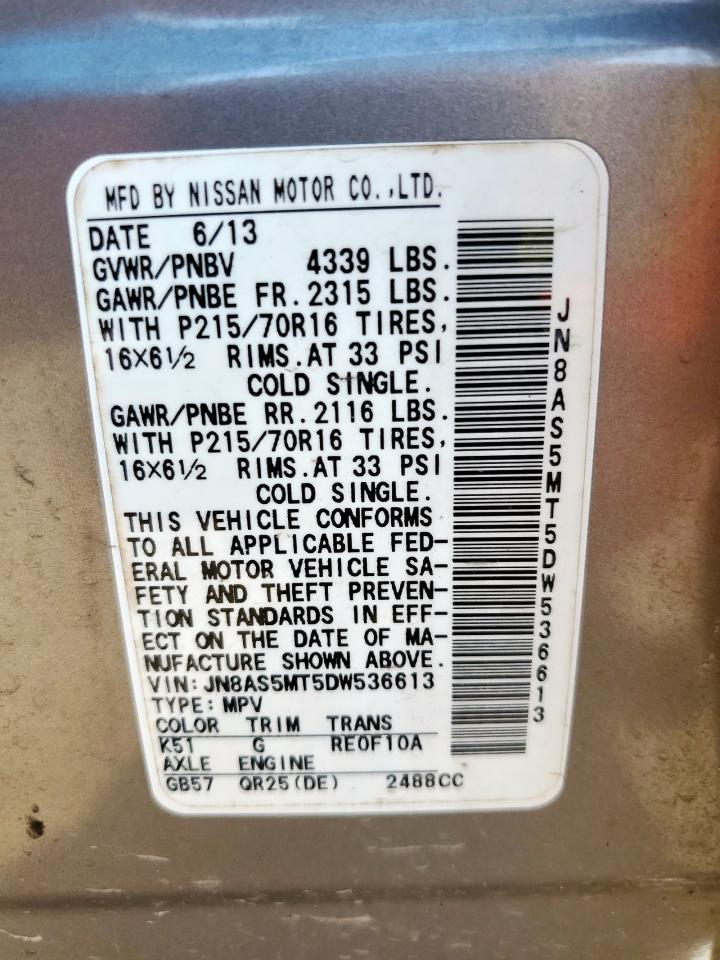 MFD BY NISSAN MOTOR CO.,LTD.
DATE 6/13
GVWR/PNBV 4339 LBS.
GAWR/PNBE FR.2315 LBS.
WITH P215/70R16 TIRES,
16X6½ RIMS.AT 33 PSI
COLD SINGLE.
GAWR/PNBE RR.2116 LBS.
WITH P215/70R16 TIRES,
16X6½ RIMS.AT 33 PSI
COLD SINGLE.
THIS VEHICLE CONFORMS
TO ALL APPLICABLE FED-
ERAL MOTOR VEHICLE SA-
FETY AND THEFT PREVEN-
TION STANDARDS IN EFF-
ECT ON THE DATE OF MA-
NUFACTURE SHOWN ABOVE.
VIN:JN8AS5MT5DW536613
TYPE:MPV
COLOR TRIM TRANS
K51 G RE0F10A
AXLE ENGINE
GB57 QR25(DE) 2488CC
JN8AS5MT5DW536613